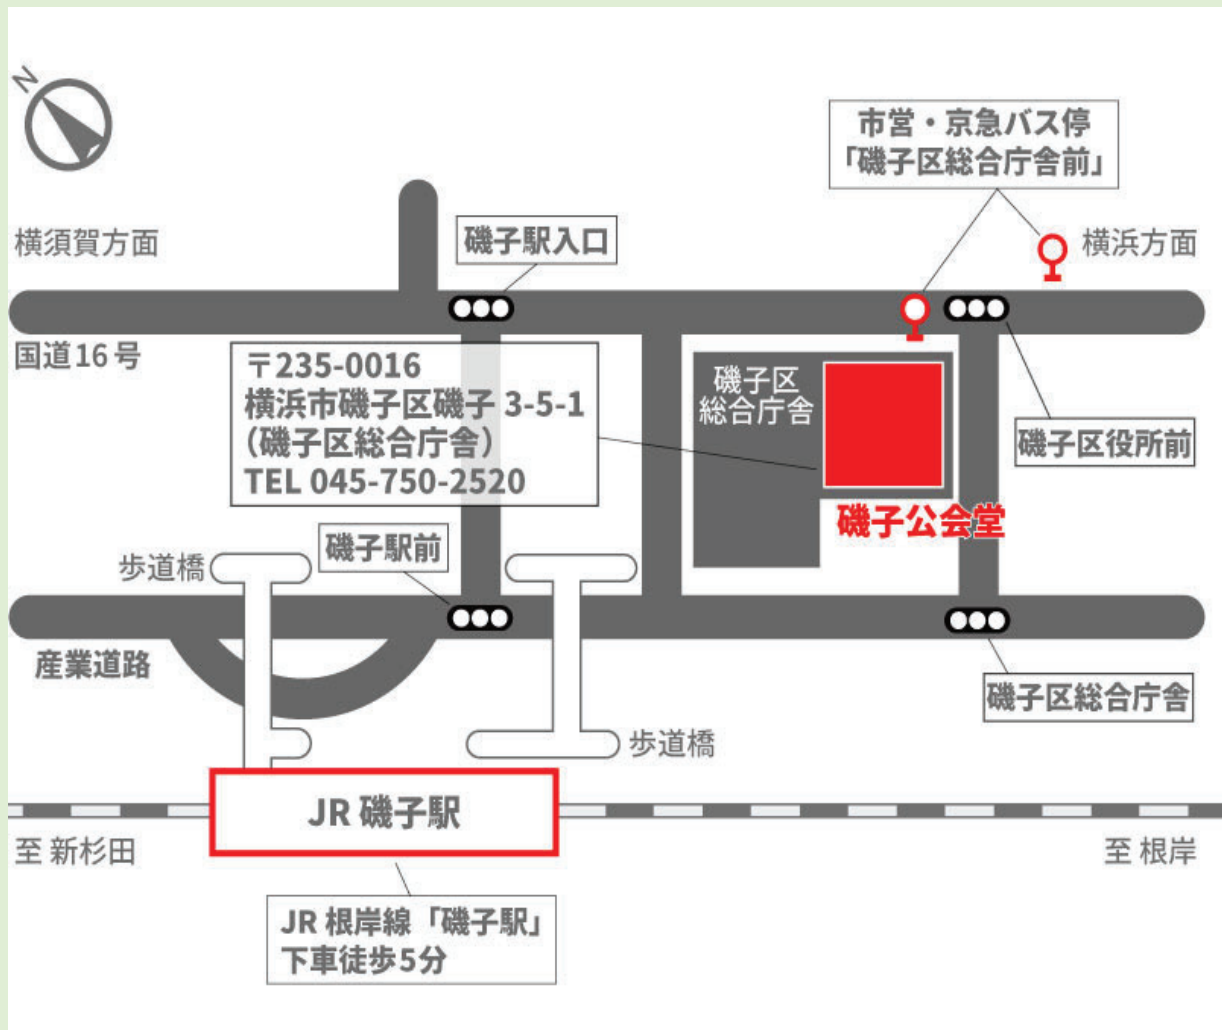 N
市営・京急バス停
「磯子区総合庁舎前」
横須賀方面
磯子駅入口
横浜方面
国道16号
〒235-0016
横浜市磯子区磯子 3-5-1
（磯子区総合庁舎）
TEL 045-750-2520
磯子区
総合庁舎
磯子区役所前
磯子公会堂
歩道橋
磯子駅前
産業道路
磯子区総合庁舎
歩道橋
JR 磯子駅
至 新杉田
至 根岸
JR 根岸線「磯子駅」
下車徒歩5分